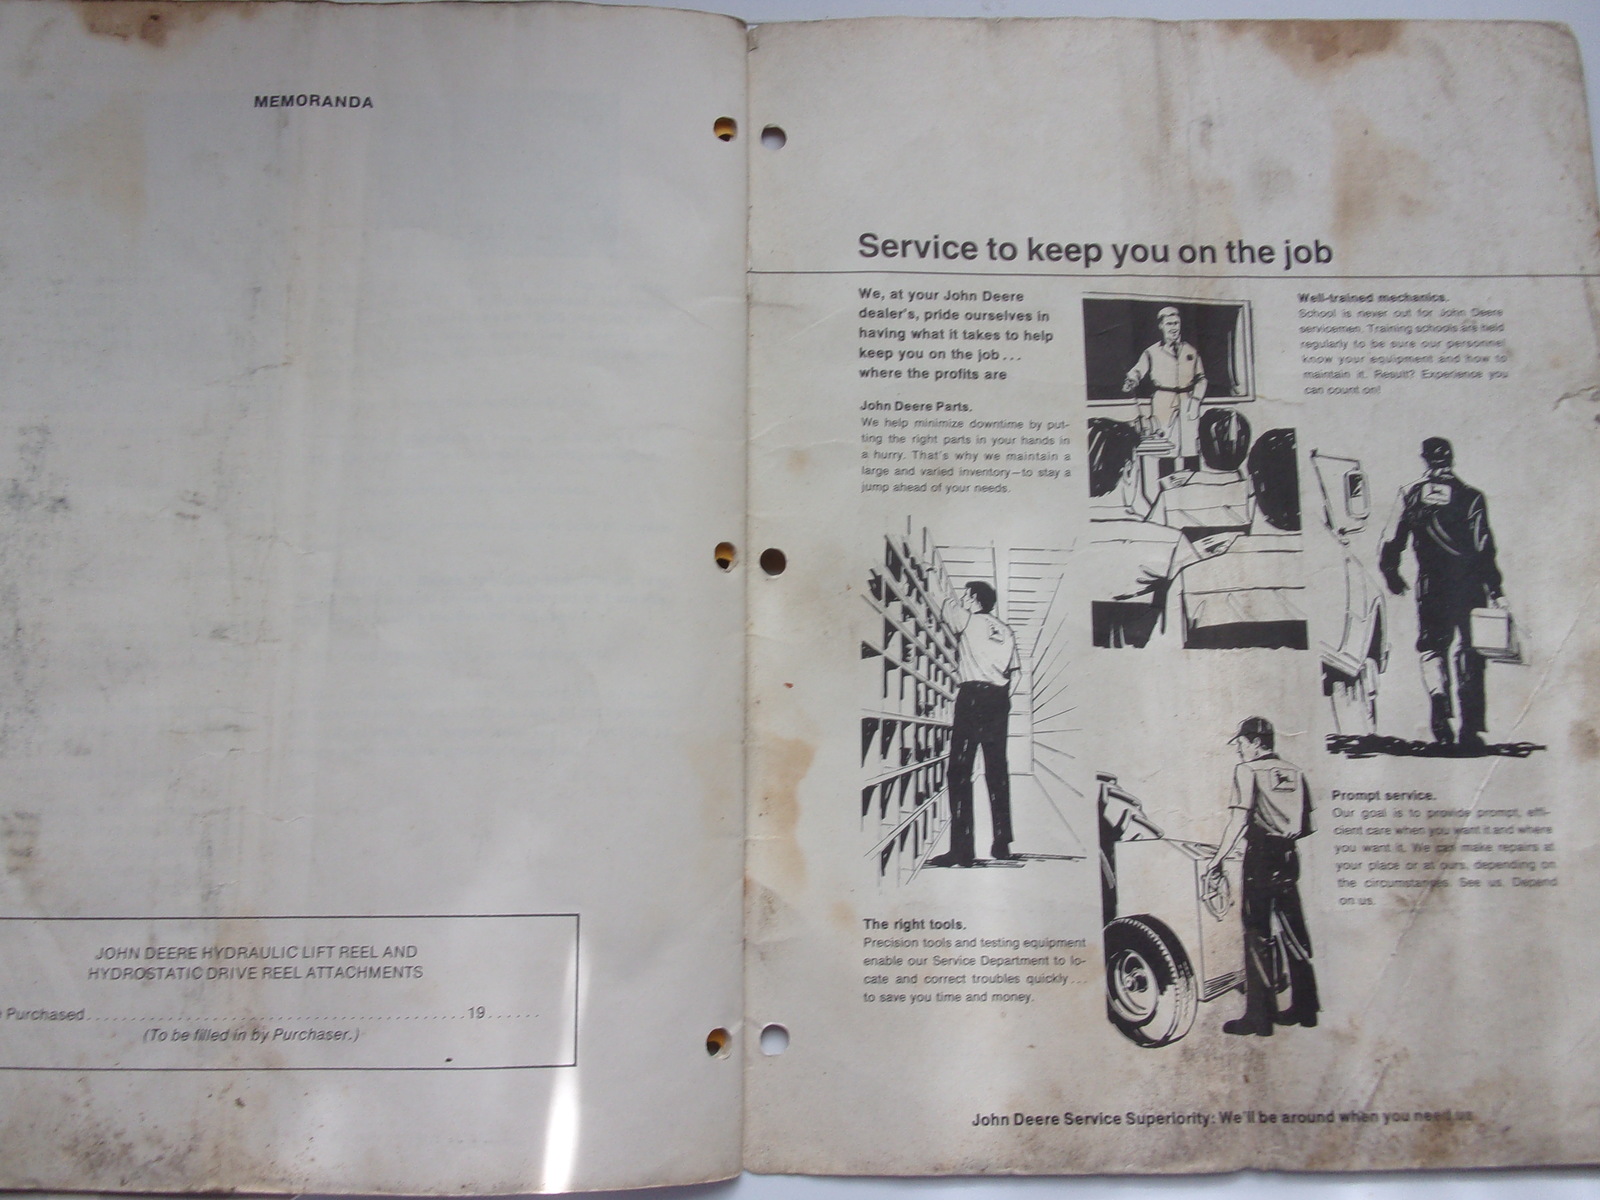 MEMORANDA
JOHN DEERE HYDRAULIC LIFT REEL AND
HYDROSTATIC DRIVE REEL ATTACHMENTS
Purchased.............................................19......
(To be filled in by Purchaser.)
Service to keep you on the job
We, at your John Deere
dealer's, pride ourselves in
having what it takes to help
keep you on the job...
where the profits are
John Deere Parts.
We help minimize downtime by put-
ting the right parts in your hands in
a hurry. That's why we maintain a
large and varied inventory—to stay a
jump ahead of your needs.
The right tools.
Precision tools and testing equipment
enable our Service Department to lo-
cate and correct troubles quickly...
to save you time and money.
Well-trained mechanics.
School is never out for John Deere
servicemen. Training schools are held
regularly to be sure our personnel
know your equipment and how to
maintain it. Result? Experience you
can count on!
Prompt service.
Our goal is to provide prompt, effi-
cient care when you want it and where
you want it. We can make repairs at
your place or at ours, depending on
the circumstances. See us. Depend
on us.
John Deere Service Superiority: We'll be around when you need us